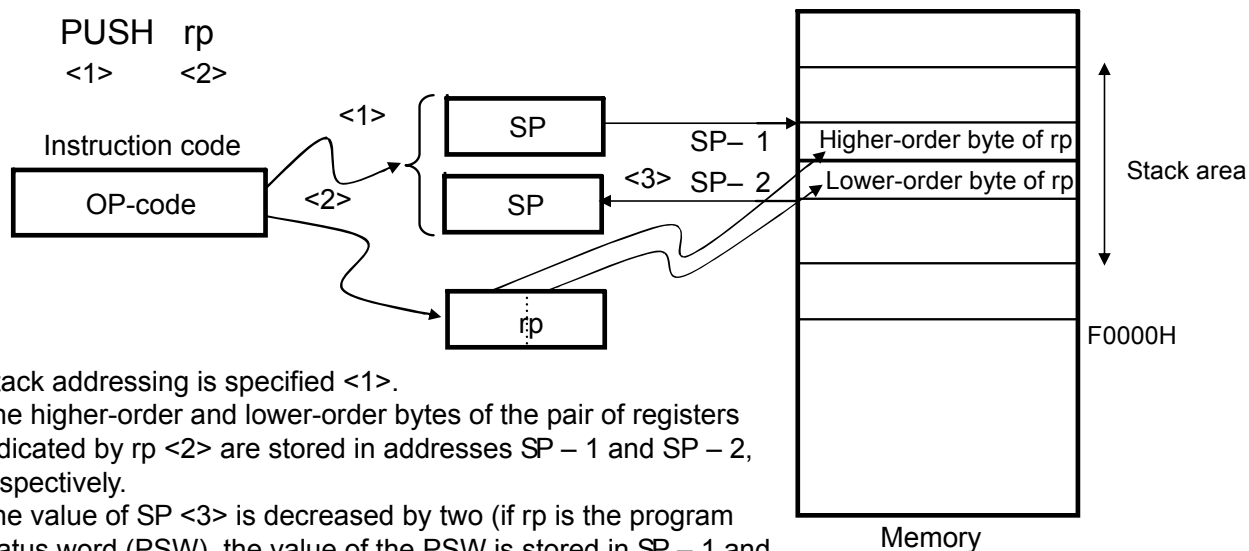 PUSH rp
<1> <2>
Instruction code
OP-code
<1>
<2>
SP
SP
<3>
rp
SP– 1
SP– 2
Higher-order byte of rp
Lower-order byte of rp
Stack area
F0000H
Memory
tack addressing is specified <1>.
he higher-order and lower-order bytes of the pair of registers
dicated by rp <2> are stored in addresses SP – 1 and SP – 2,
spectively.
he value of SP <3> is decreased by two (if rp is the program
atus word (PSW), the value of the PSW is stored in SP – 1 and